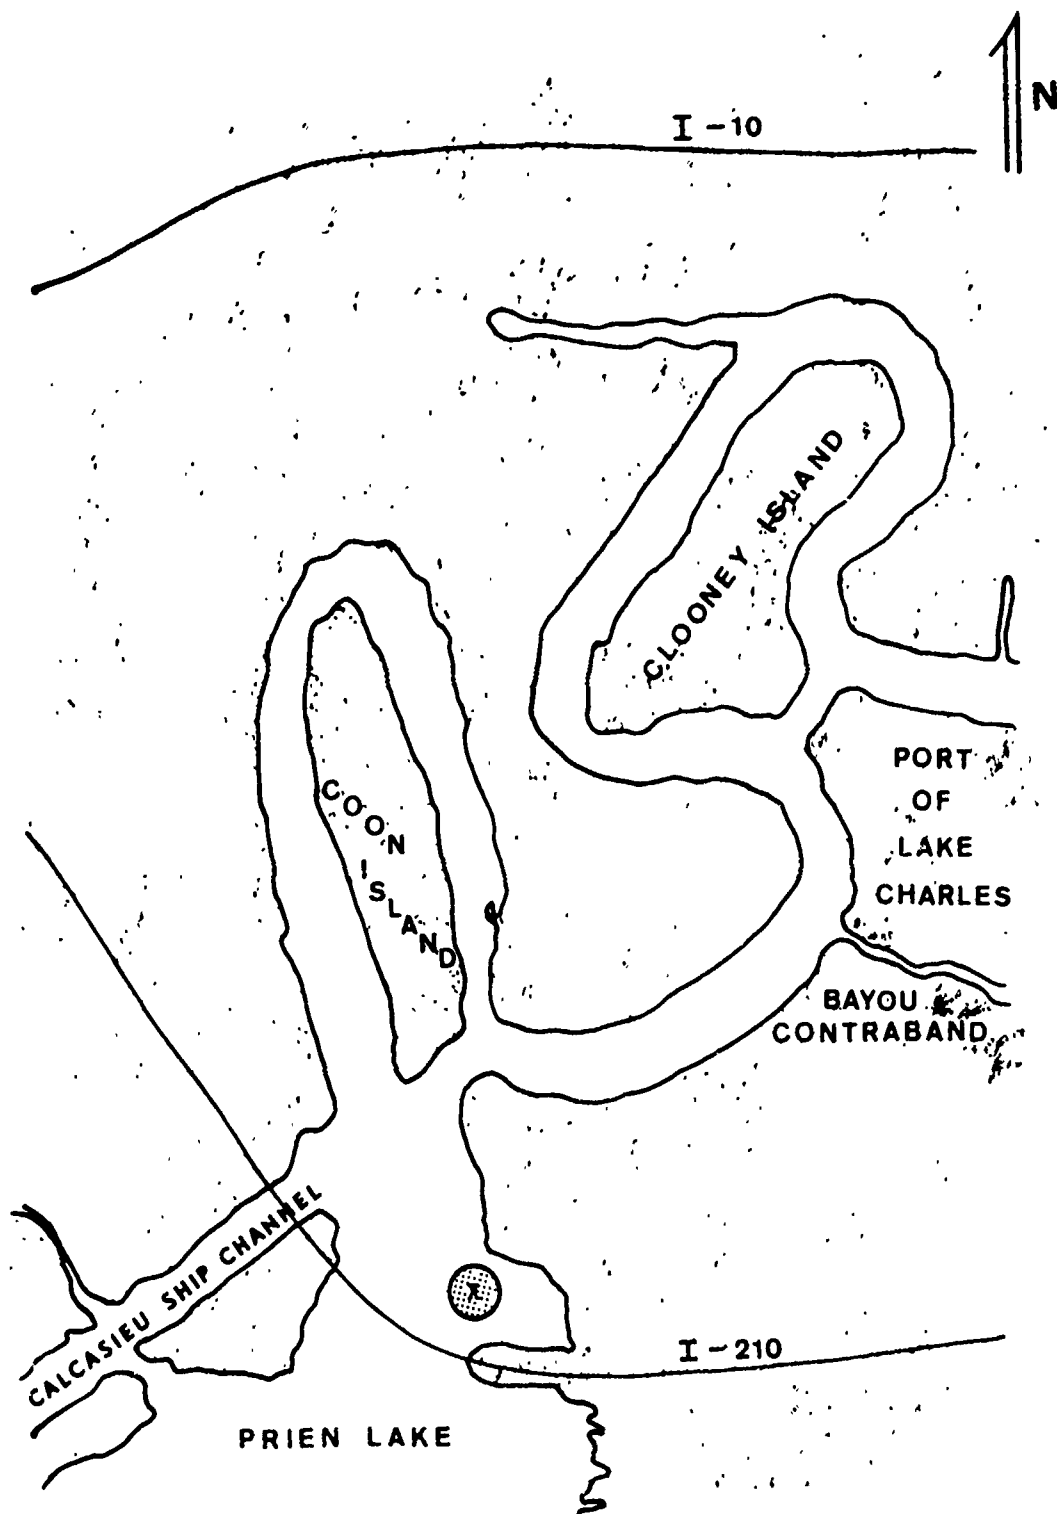 N
I-10
CLOONEY ISLAND
COON
ISLAND
PORT
OF
LAKE
CHARLES
BAYOU
CONTRABAND
CALCASIEU SHIP CHANNEL
I-210
PRIEN LAKE